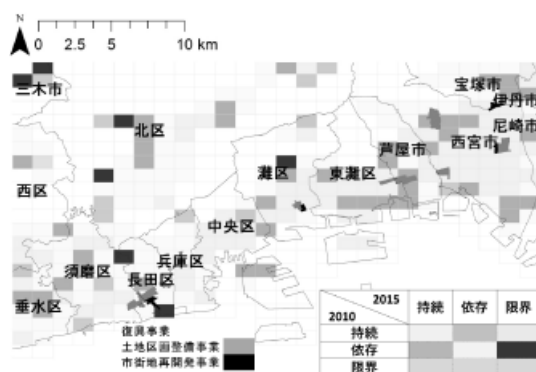 N
0 2.5 5 10 km
三木市
北区
西区
宝塚市
伊丹市
尼崎市
西宮市
芦屋市
灘区
東灘区
中央区
兵庫区
須磨区
長田区
垂水区
復興事業
土地区画整備事業
市街地再開発事業
2015 持続 依存 限界
2010
持続
依存
限界